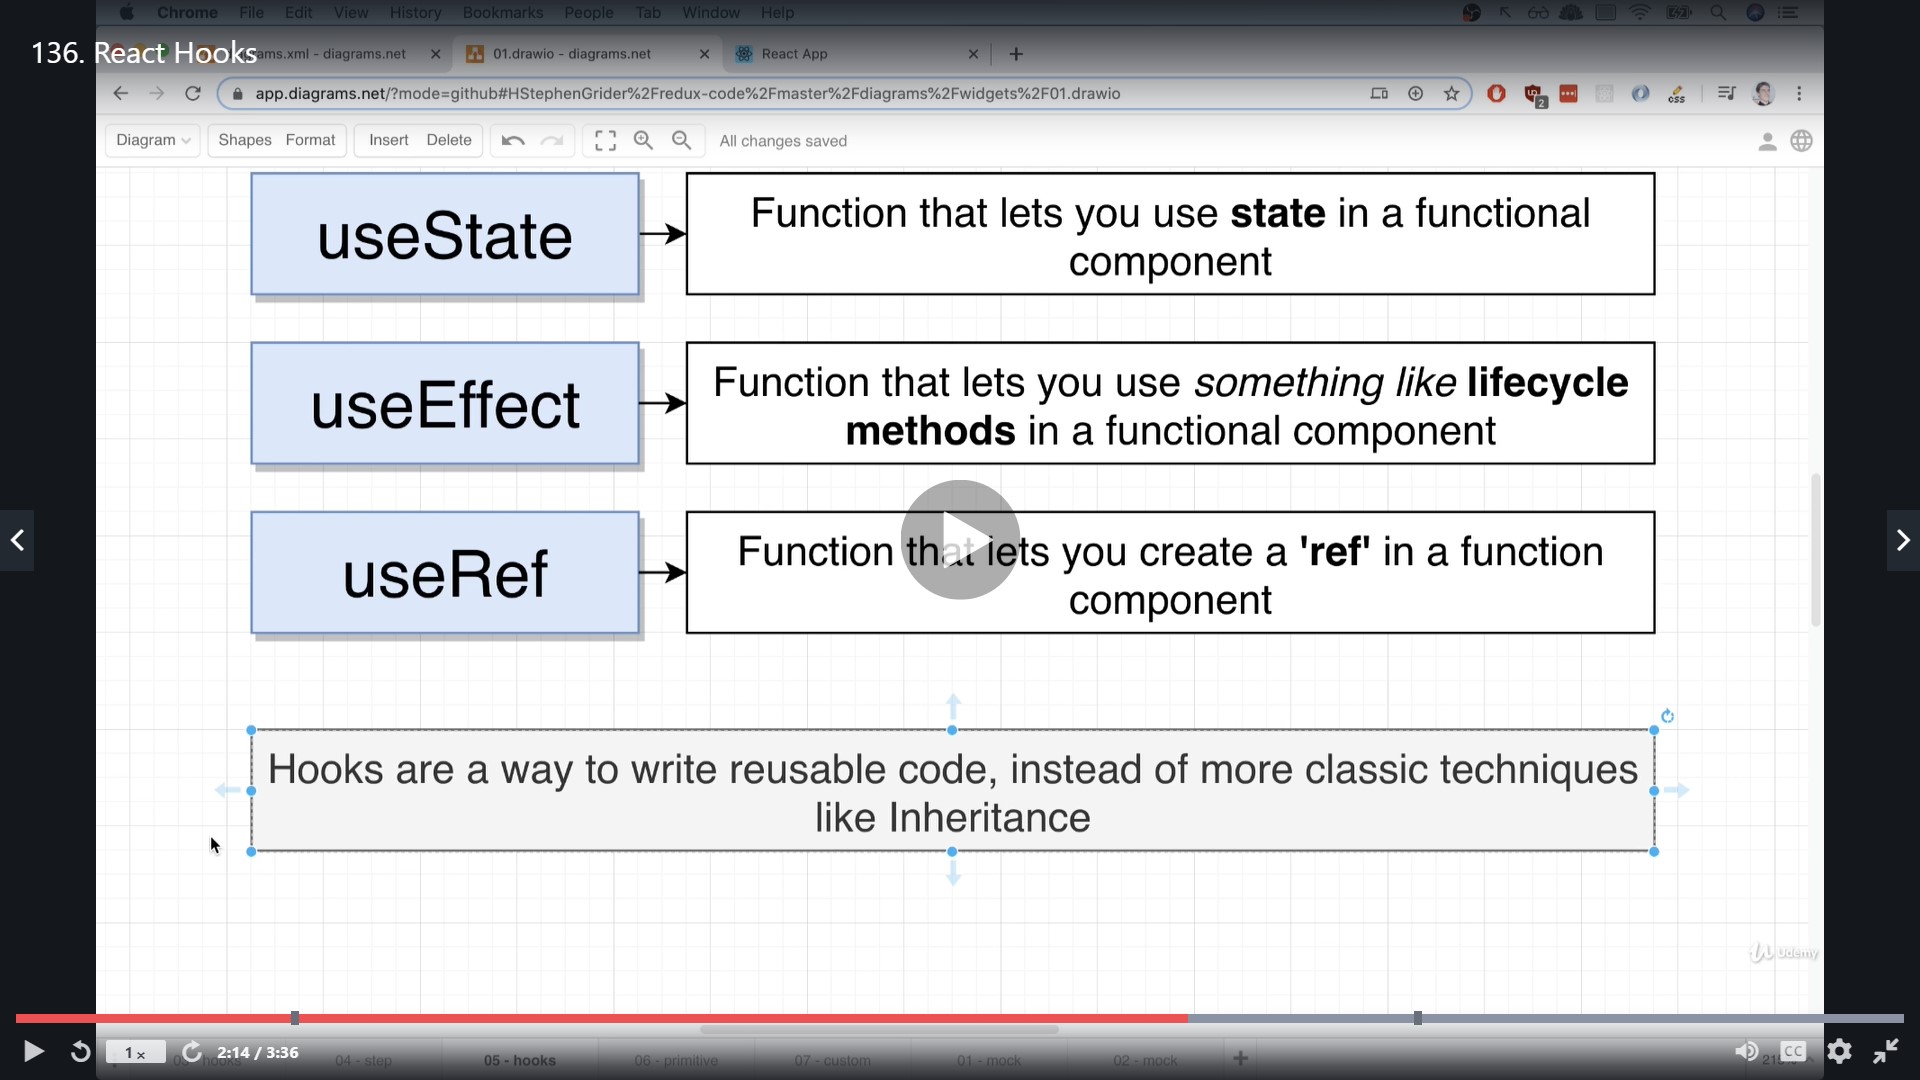 Chrome File Edit View History Bookmarks People Tab Window Help
136. React Hooks
ams.xml - diagrams.net 01.drawio - diagrams.net React App
app.diagrams.net/?mode=github#HStephenGrider%2Fredux-code%2Fmaster%2Fdiagrams%2Fwidgets%2F01.drawio
Diagram Shapes Format Insert Delete All changes saved
useState
Function that lets you use state in a functional
component
useEffect
Function that lets you use something like lifecycle
methods in a functional component
useRef
Function that lets you create a 'ref' in a function
component
Hooks are a way to write reusable code, instead of more classic techniques
like Inheritance
Udemy
1x 2:14 / 3:36 CC
hooks 04 - step 05 - hooks 06 - primitive 07 - custom 01 - mock 02 - mock